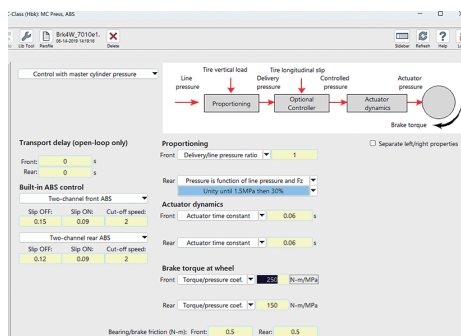 C-Class (Hbk): MC Press, ABS
Lib Tool
Parsfile
Brk4W_7010e1.
06-14-2019 14:18:16
Delete
Sidebar
Refresh
Help
Control with master cylinder pressure
Tire vertical load
Tire longitudinal slip
Line pressure
Delivery pressure
Controlled pressure
Actuator pressure
Proportioning
Optional Controller
Actuator dynamics
Brake torque
Transport delay (open-loop only)
Front: 0 s
Rear: 0 s
Built-in ABS control
Two-channel front ABS
Slip OFF: Slip ON: Cut-off speed:
0.15 0.09 2
Two-channel rear ABS
Slip OFF: Slip ON: Cut-off speed:
0.12 0.09 2
Proportioning
Separate left/right properties
Front Delivery/line pressure ratio 1
Rear Pressure is function of line pressure and Fz
Unity until 1.5MPa then 30%
Actuator dynamics
Front Actuator time constant 0.06 s
Rear Actuator time constant 0.06 s
Brake torque at wheel
Front Torque/pressure coef. 250 N-m/MPa
Rear Torque/pressure coef. 150 N-m/MPa
Bearing/brake friction (N-m): Front: 0.5 Rear: 0.5